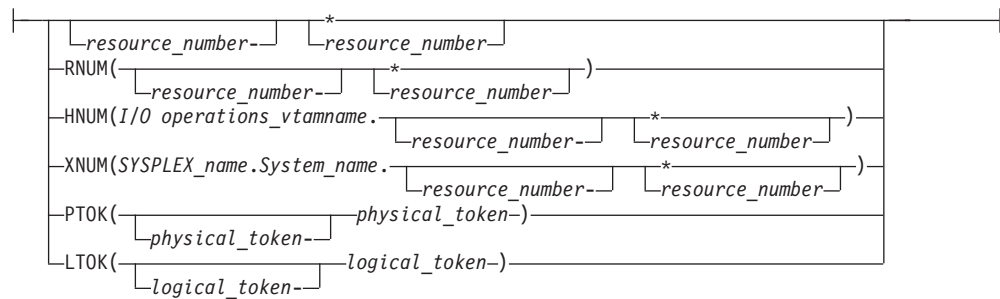 *
resource_number- resource_number
RNUM( * )
resource_number- resource_number
HNUM(I/O operations_vtamname. * )
resource_number- resource_number
XNUM(SYSPLEX_name.System_name. * )
resource_number- resource_number
PTOK( physical_token )
physical_token-
LTOK( logical_token )
logical_token-